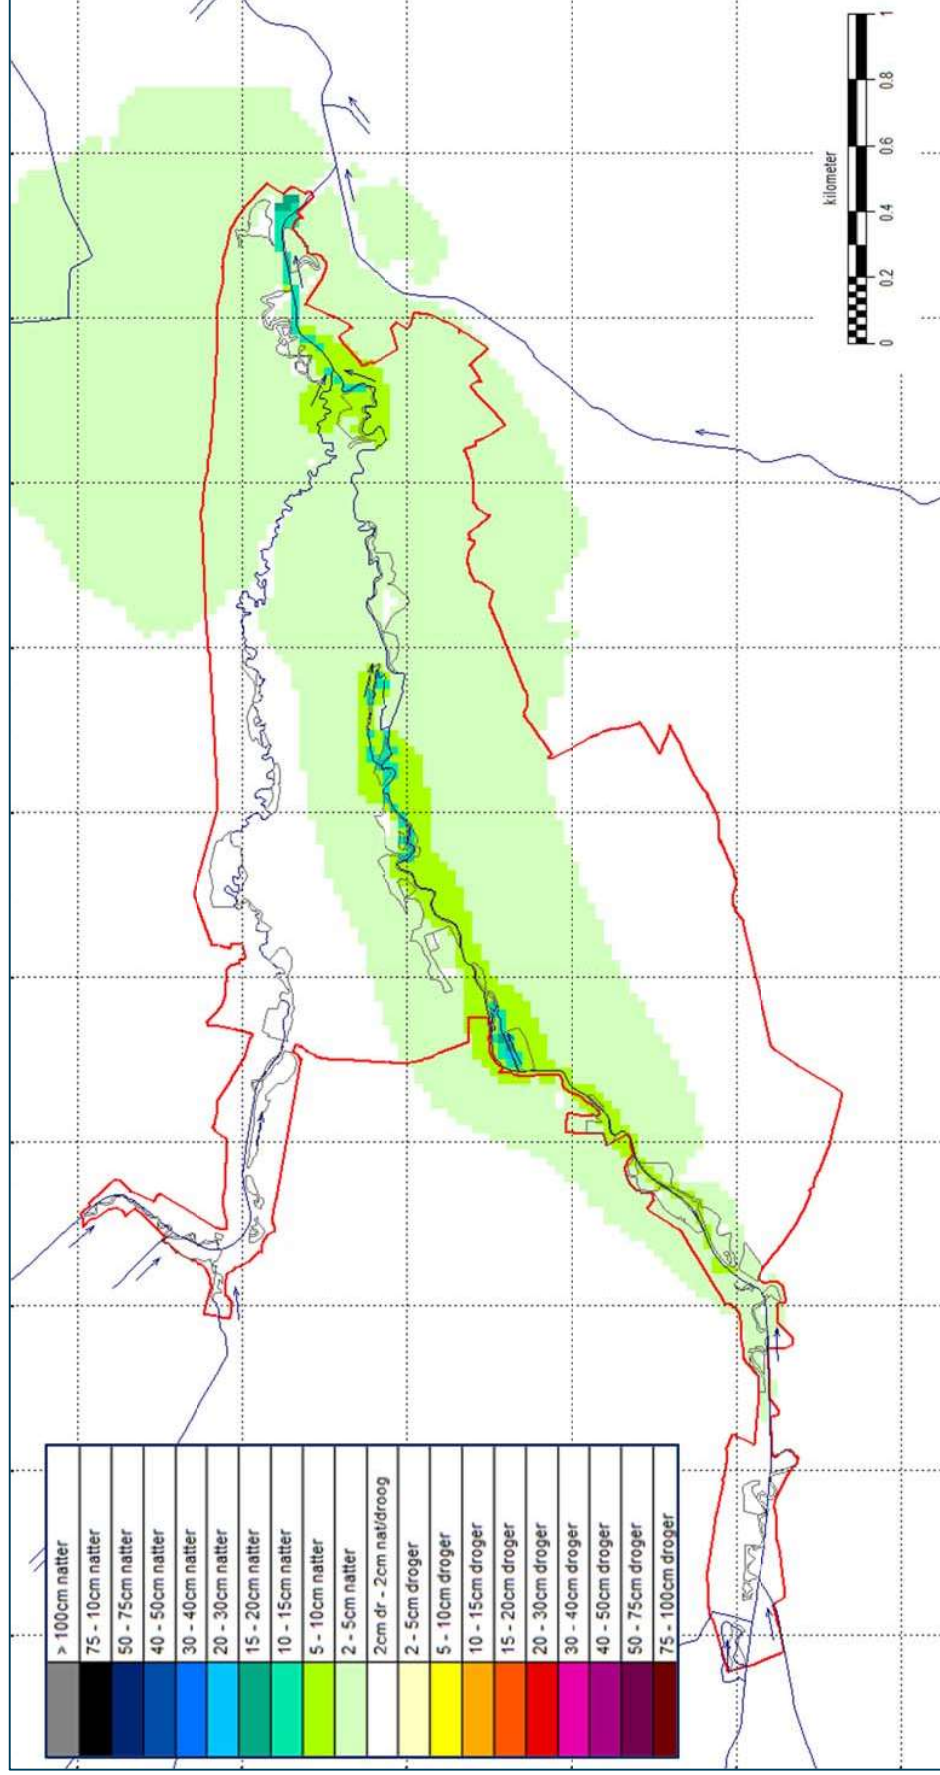 > 100cm natter
75 - 10cm natter
50 - 75cm natter
40 - 50cm natter
30 - 40cm natter
20 - 30cm natter
15 - 20cm natter
10 - 15cm natter
5 - 10cm natter
2 - 5cm natter
2cm dr - 2cm nat/droog
2 - 5cm droger
5 - 10cm droger
10 - 15cm droger
15 - 20cm droger
20 - 30cm droger
30 - 40cm droger
40 - 50cm droger
50 - 75cm droger
75 - 100cm droger
kilometer
0 0.2 0.4 0.6 0.8 1